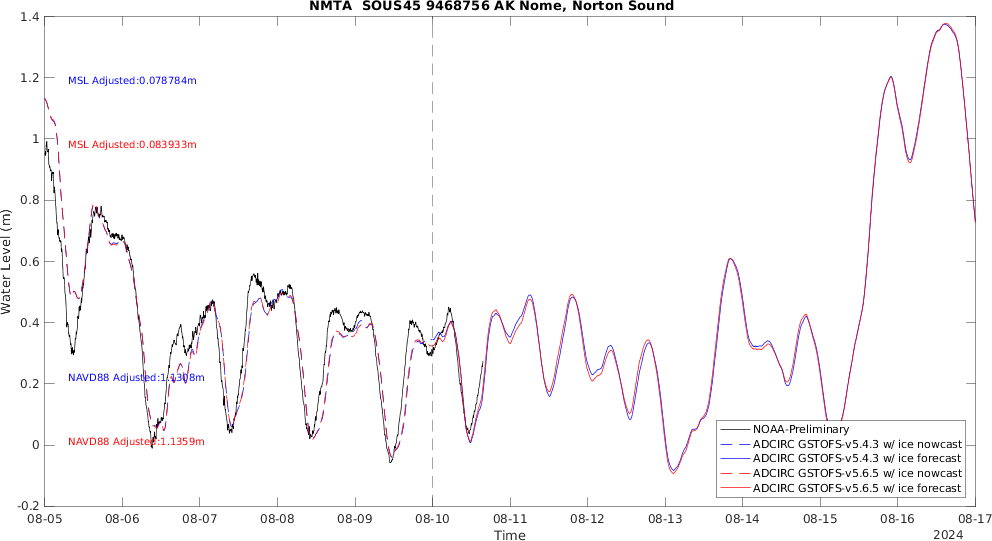 NMTA SOUS45 9468756 AK Nome, Norton Sound
1.4
1.2
1
0.8
0.6
0.4
0.2
0
-0.2
Water Level (m)
MSL Adjusted:0.078784m
MSL Adjusted:0.083933m
NAVD88 Adjusted:1.1308m
NAVD88 Adjusted:1.1359m
NOAA-Preliminary
ADCIRC GSTOFS-v5.4.3 w/ ice nowcast
ADCIRC GSTOFS-v5.4.3 w/ ice forecast
ADCIRC GSTOFS-v5.6.5 w/ ice nowcast
ADCIRC GSTOFS-v5.6.5 w/ ice forecast
08-05 08-06 08-07 08-08 08-09 08-10 08-11 08-12 08-13 08-14 08-15 08-16 08-17
Time
2024